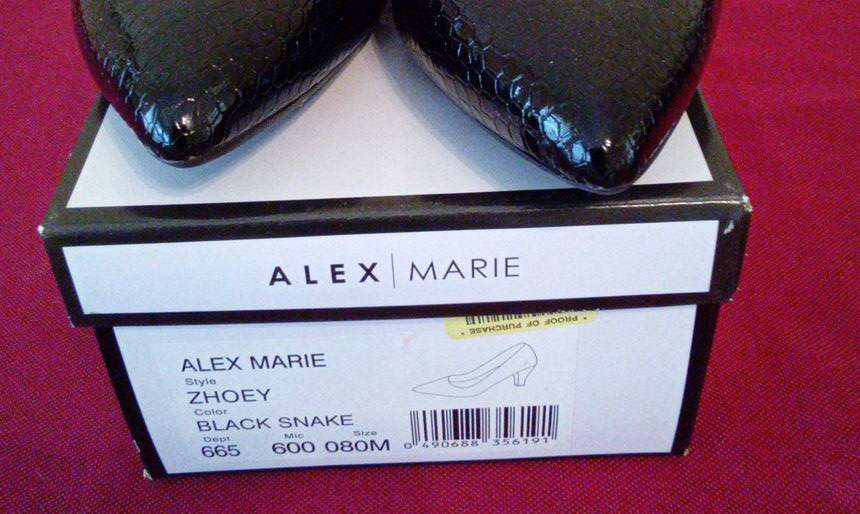 ALEX MARIE
PROOF OF PURCHASE
ALEX MARIE
Style
ZHOEY
Color
BLACK SNAKE
Dept Mic Size
665 600 080M
0 490688 356191